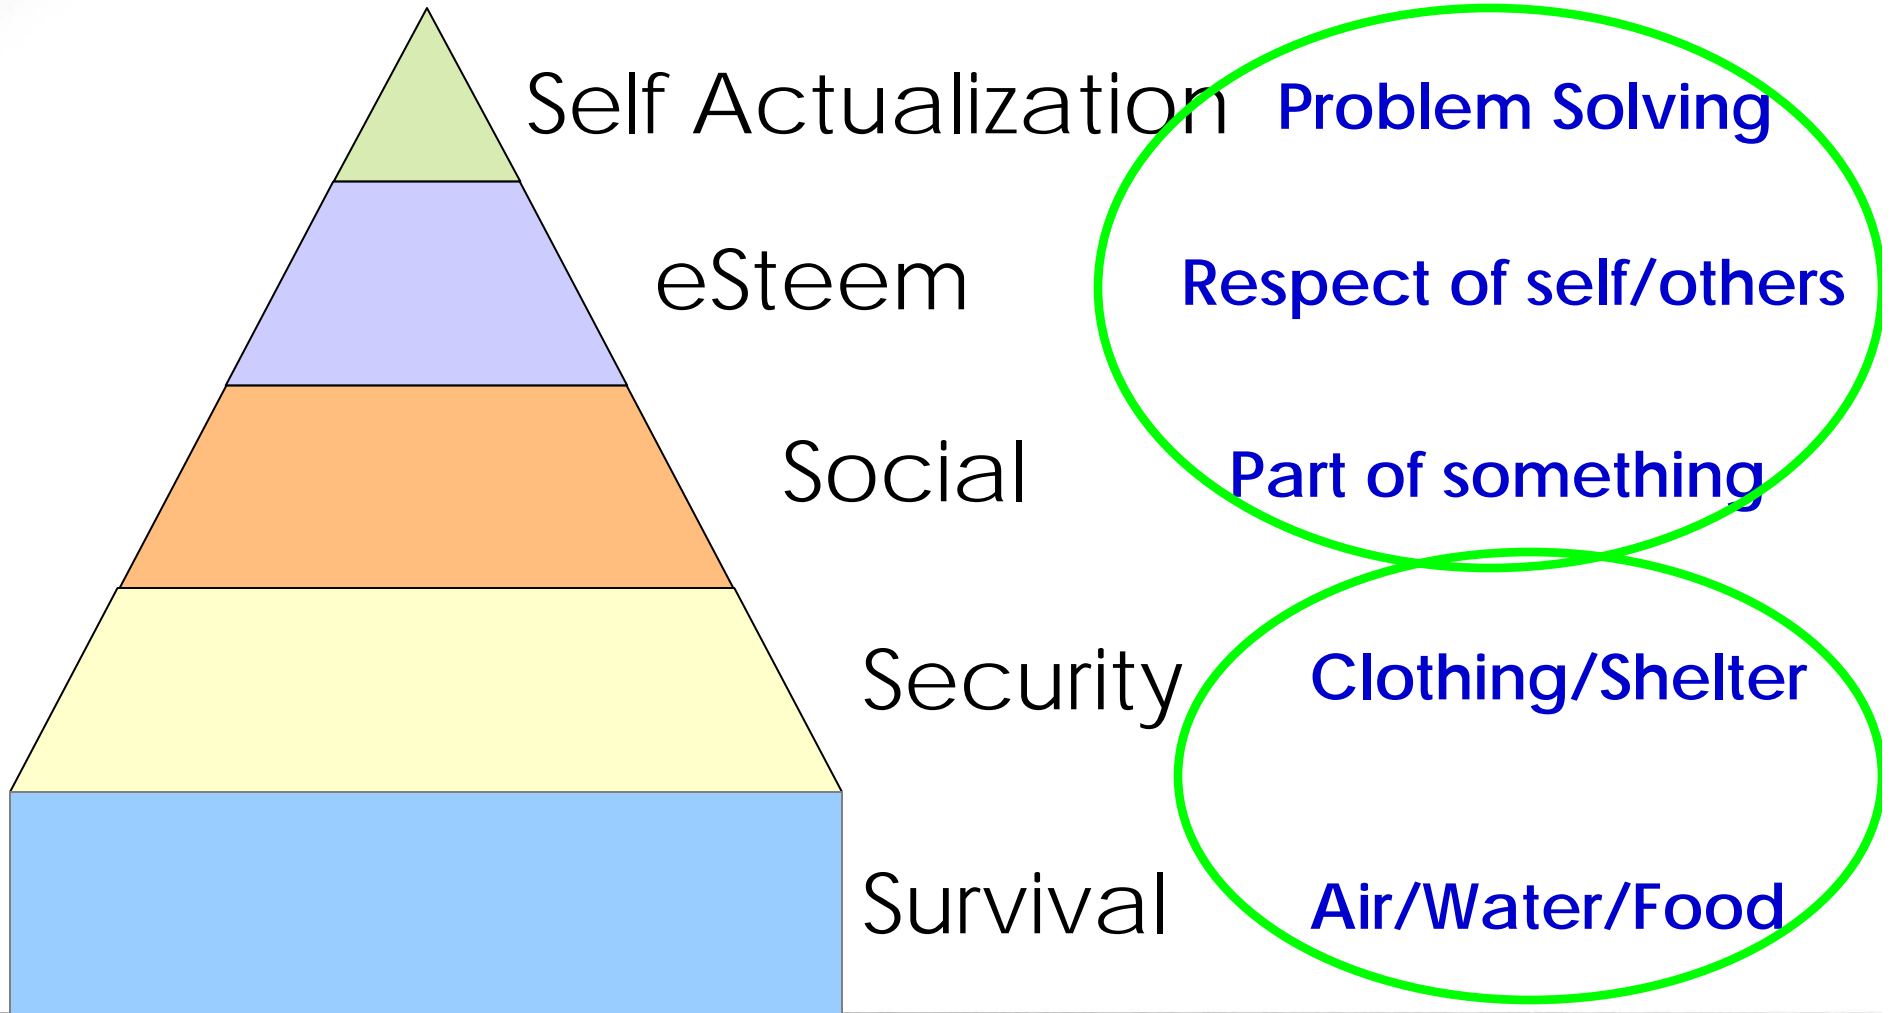 Self Actualization Problem Solving
eSteem Respect of self/others
Social Part of something
Security Clothing/Shelter
Survival Air/Water/Food